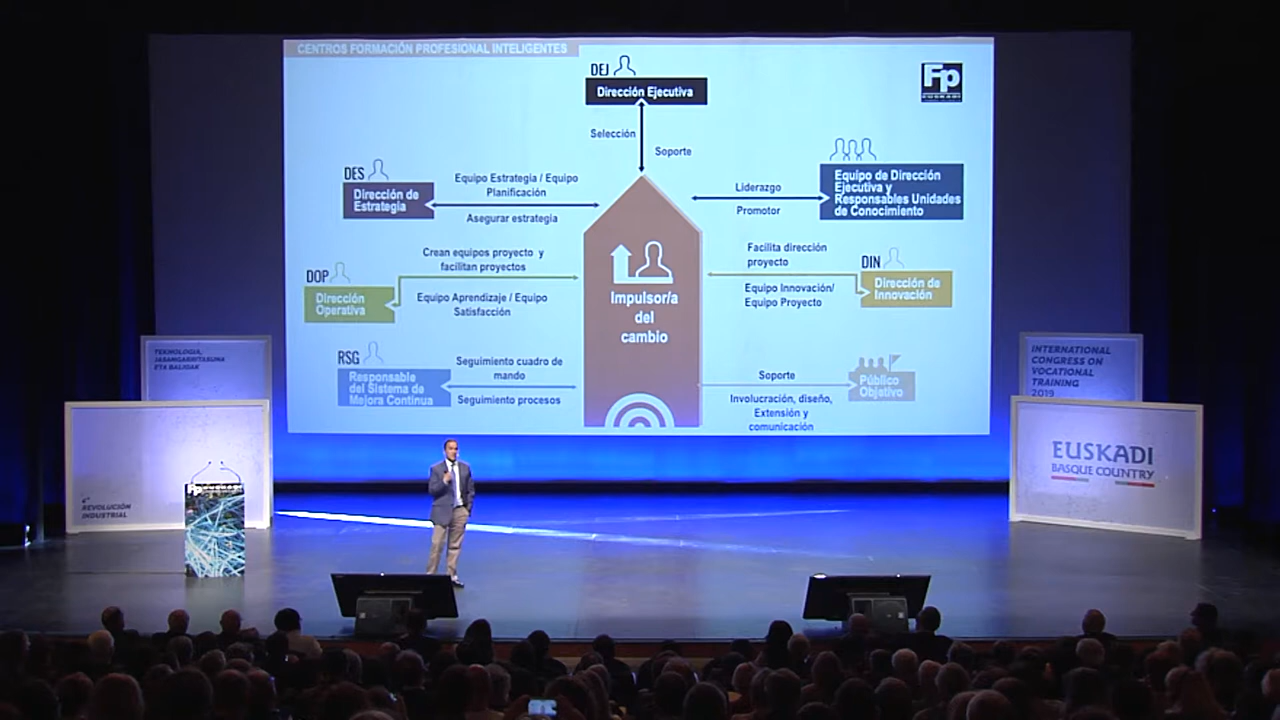 CENTROS FORMACIÓN PROFESIONAL INTELIGENTES
DEJ
Dirección Ejecutiva
Fp
Selección
Soporte
DES
Dirección de
Estrategia
Equipo Estrategia / Equipo
Planificación
Asegurar estrategia
Liderazgo
Promotor
Equipo de Dirección
Ejecutiva y
Responsables Unidades
de Conocimiento
DOP
Dirección
Operativa
Crean equipos proyecto y
facilitan proyectos
Equipo Aprendizaje / Equipo
Satisfacción
Impulsor/a
del
cambio
Facilita dirección
proyecto
Equipo Innovación/
Equipo Proyecto
DIN
Dirección de
Innovación
RSG
Responsable
del Sistema de
Mejora Continua
Seguimiento cuadro de
mando
Seguimiento procesos
Soporte
Involucración, diseño,
Extensión y
comunicación
Público
Objetivo
TEKNOLOGIA,
JASANGARRITASUNA
ETA BALIOAK
4ª
REVOLUCIÓN
INDUSTRIAL
Fp
INTERNATIONAL
CONGRESS ON
VOCATIONAL
TRAINING
2019
EUSKADI
BASQUE COUNTRY